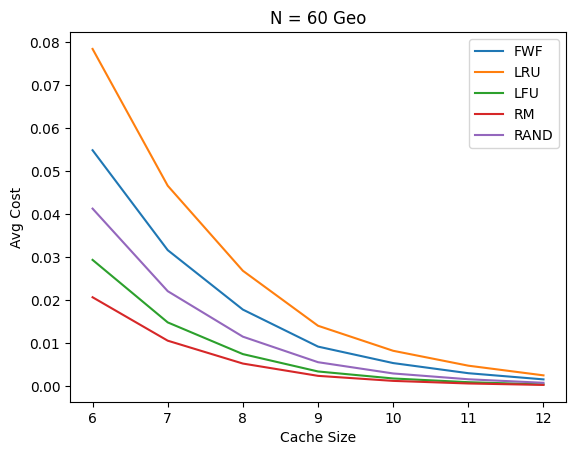 N = 60 Geo
0.08
0.07
0.06
0.05
0.04
0.03
0.02
0.01
0.00
Avg Cost
6 7 8 9 10 11 12
Cache Size
FWF
LRU
LFU
RM
RAND